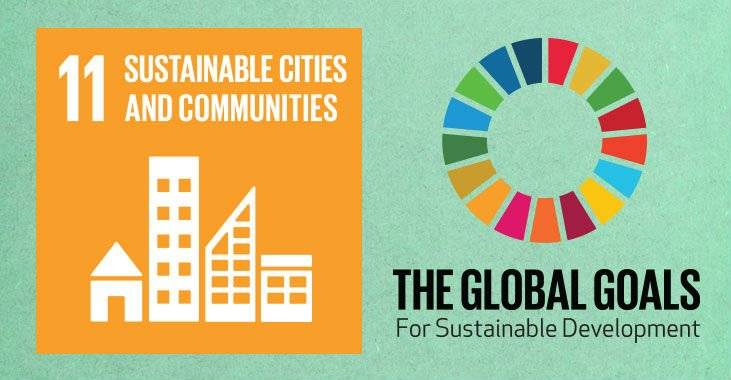 11 SUSTAINABLE CITIES
AND COMMUNITIES
THE GLOBAL GOALS
For Sustainable Development